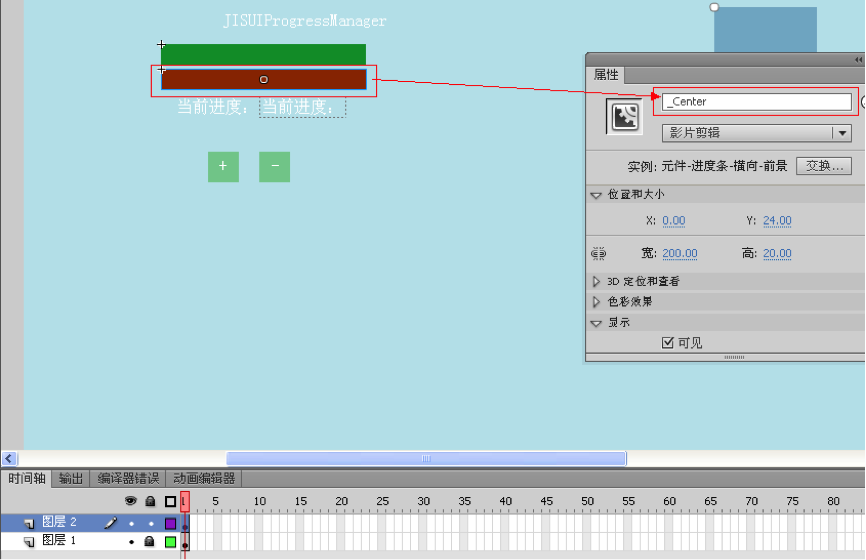 JISUIProgressManager
当前进度： 当前进度：
+ -
属性
_Center
影片剪辑
实例: 元件-进度条-横向-前景 交换...
位置和大小
X: 0.00 Y: 24.00
宽: 200.00 高: 20.00
3D 定位和查看
色彩效果
显示
可见
时间轴 输出 编译器错误 动画编辑器
1 5 10 15 20 25 30 35 40 45 50 55 60 65 70 75 80
图层 2
图层 1